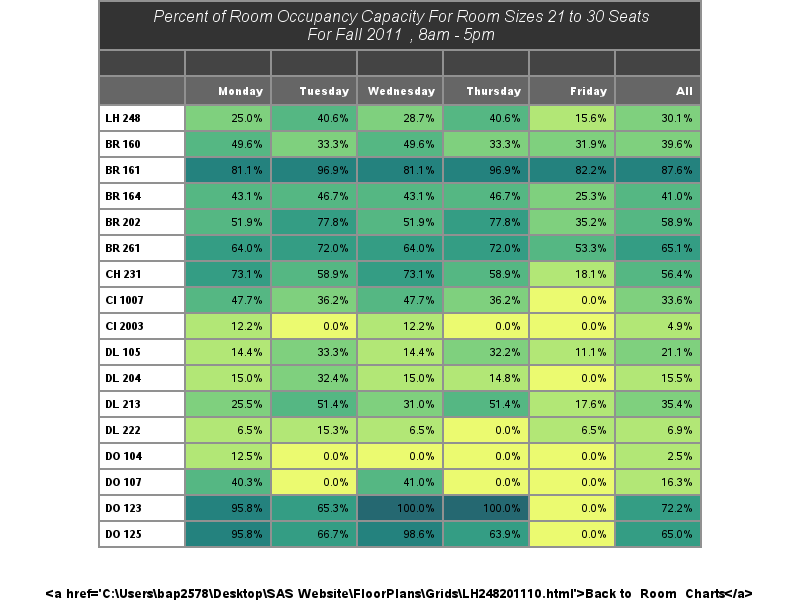 Percent of Room Occupancy Capacity For Room Sizes 21 to 30 Seats
For Fall 2011 , 8am - 5pm
Monday Tuesday Wednesday Thursday Friday All
LH 248 25.0% 40.6% 28.7% 40.6% 15.6% 30.1%
BR 160 49.6% 33.3% 49.6% 33.3% 31.9% 39.6%
BR 161 81.1% 96.9% 81.1% 96.9% 82.2% 87.6%
BR 164 43.1% 46.7% 43.1% 46.7% 25.3% 41.0%
BR 202 51.9% 77.8% 51.9% 77.8% 35.2% 58.9%
BR 261 64.0% 72.0% 64.0% 72.0% 53.3% 65.1%
CH 231 73.1% 58.9% 73.1% 58.9% 18.1% 56.4%
CI 1007 47.7% 36.2% 47.7% 36.2% 0.0% 33.6%
CI 2003 12.2% 0.0% 12.2% 0.0% 0.0% 4.9%
DL 105 14.4% 33.3% 14.4% 32.2% 11.1% 21.1%
DL 204 15.0% 32.4% 15.0% 14.8% 0.0% 15.5%
DL 213 25.5% 51.4% 31.0% 51.4% 17.6% 35.4%
DL 222 6.5% 15.3% 6.5% 0.0% 6.5% 6.9%
DO 104 12.5% 0.0% 0.0% 0.0% 0.0% 2.5%
DO 107 40.3% 0.0% 41.0% 0.0% 0.0% 16.3%
DO 123 95.8% 65.3% 100.0% 100.0% 0.0% 72.2%
DO 125 95.8% 66.7% 98.6% 63.9% 0.0% 65.0%
<a href='C:\Users\bap2578\Desktop\SAS Website\FloorPlans\Grids\LH248201110.html'>Back to Room Charts</a>